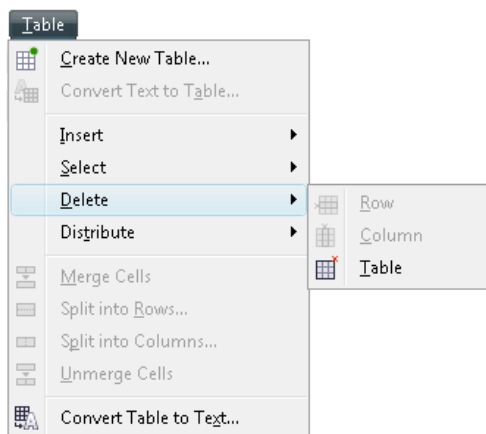 Table
Create New Table...
Convert Text to Table...
Insert
Select
Delete
Distribute
Row
Column
Table
Merge Cells
Split into Rows...
Split into Columns...
Unmerge Cells
Convert Table to Text...